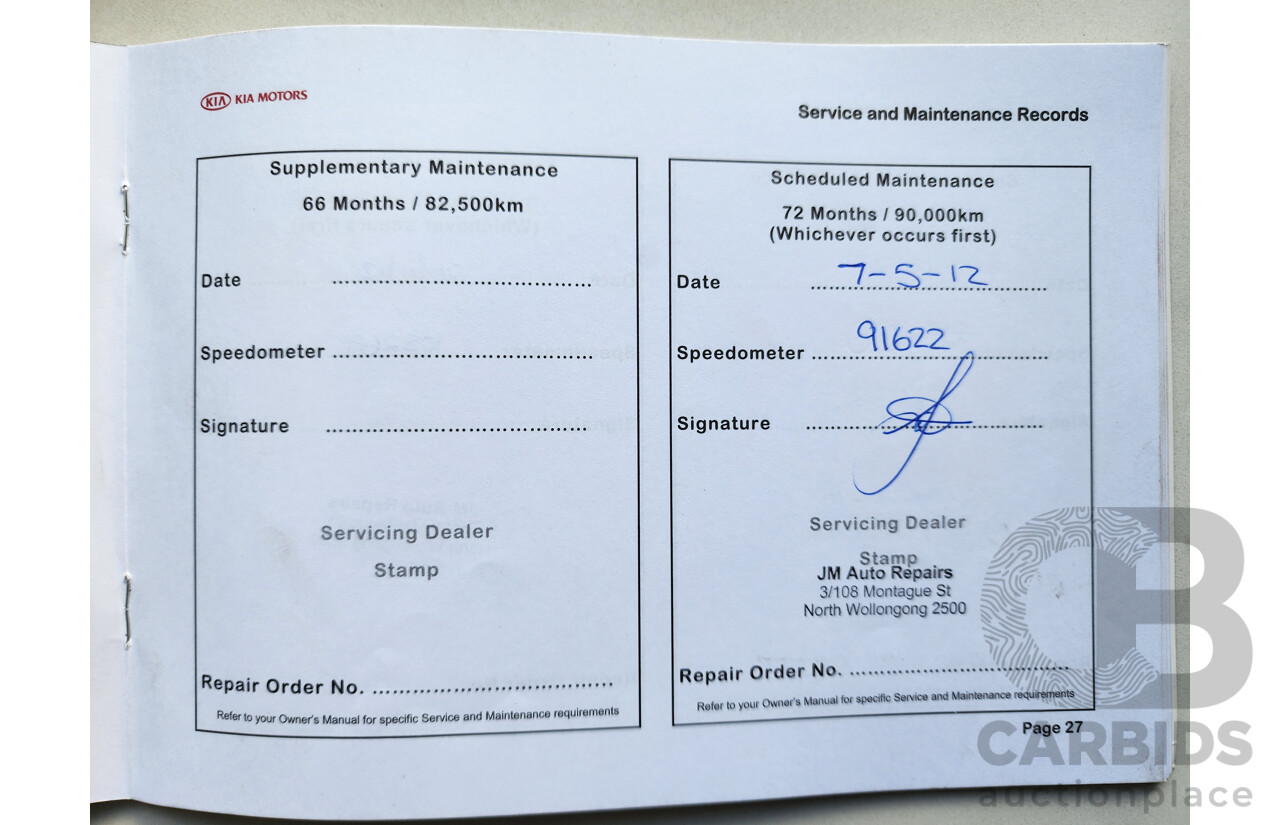 KIA KIA MOTORS
Service and Maintenance Records
Supplementary Maintenance
66 Months / 82,500km
Date ......................................
Speedometer ......................................
Signature ......................................
Servicing Dealer
Stamp
Repair Order No. ..............................
Refer to your Owner's Manual for specific Service and Maintenance requirements
Scheduled Maintenance
72 Months / 90,000km
(Whichever occurs first)
Date 7-5-12
Speedometer 91622
Signature ......................................
Servicing Dealer
Stamp
JM Auto Repairs
3/108 Montague St
North Wollongong 2500
Repair Order No. ..............................
Refer to your Owner's Manual for specific Service and Maintenance requirements
Page 27
CB
CARBIDS
auctionplace